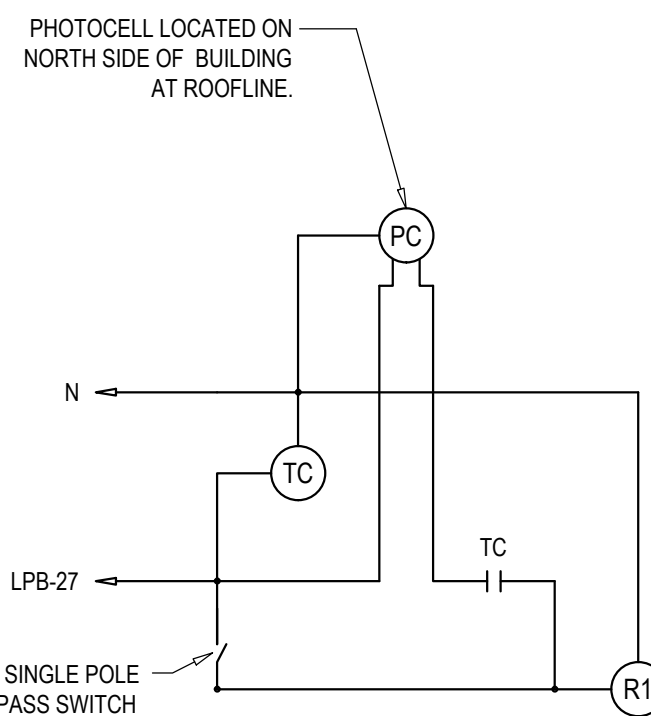 PHOTOCELL LOCATED ON
NORTH SIDE OF BUILDING
AT ROOFLINE.
PC
N
TC
LPB-27
TC
SINGLE POLE
PASS SWITCH
R1